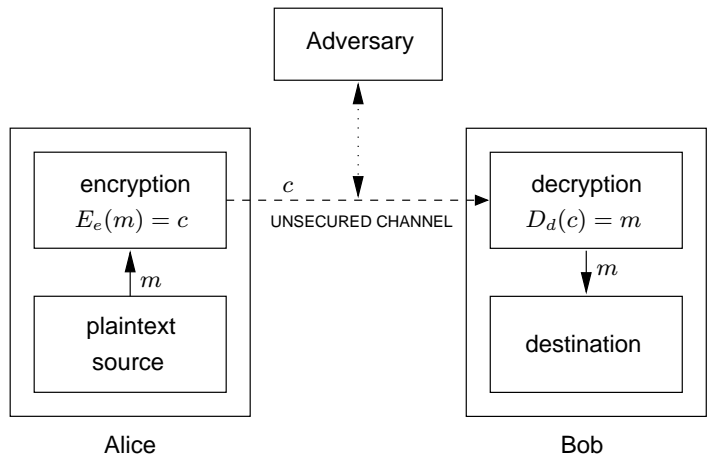 Adversary
encryption
E_e(m) = c
c
UNSECURED CHANNEL
decryption
D_d(c) = m
m
m
plaintext
source
destination
Alice
Bob